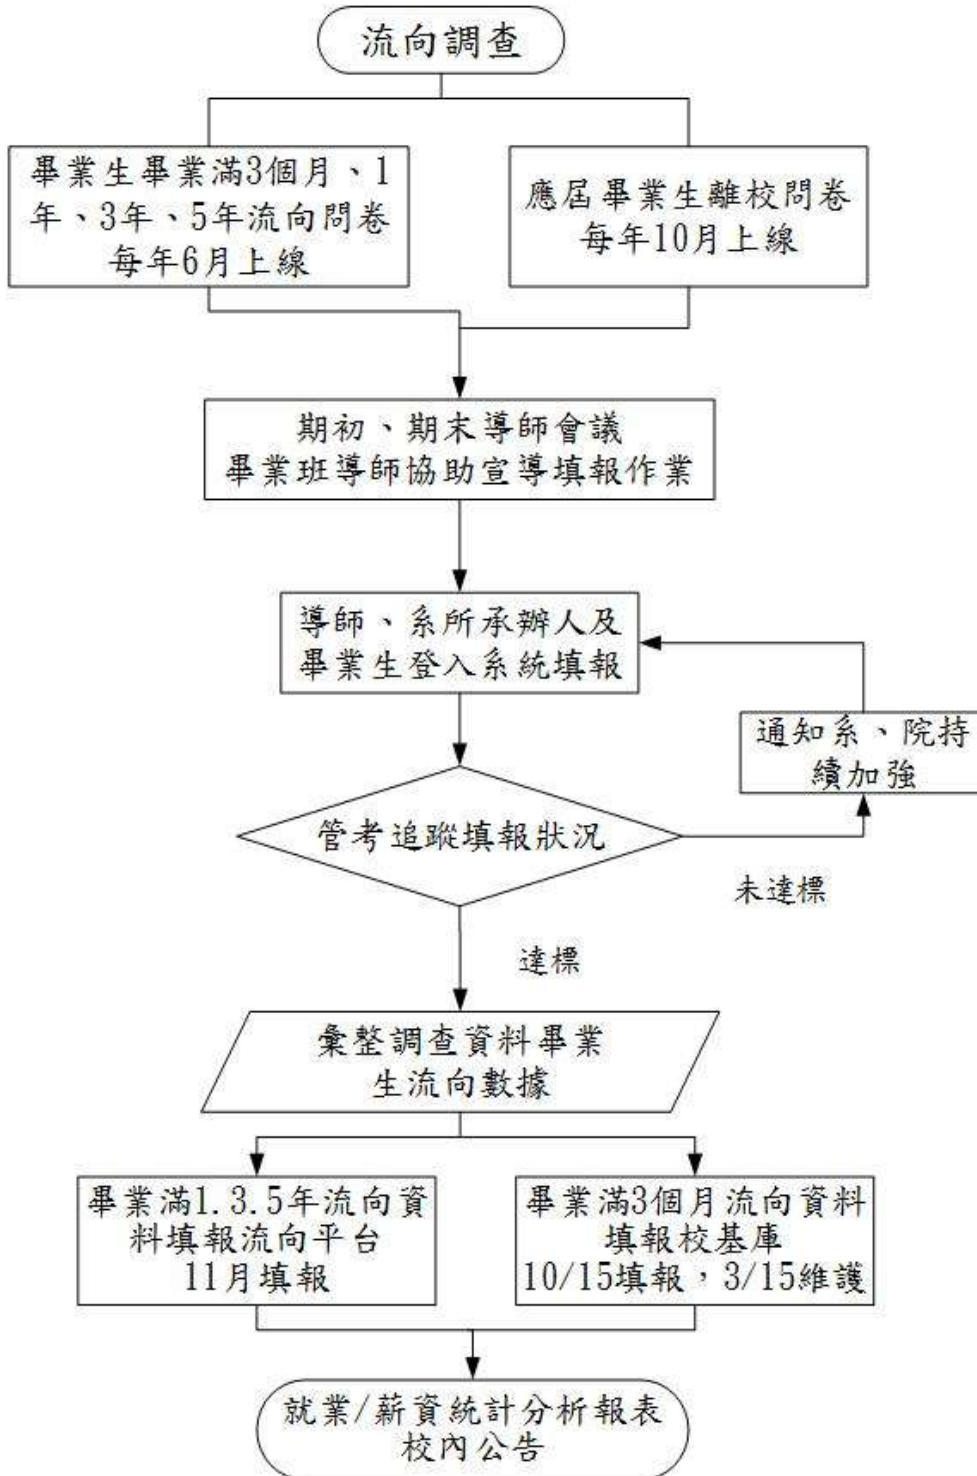 流向調查
畢業生畢業滿3個月、1
年、3年、5年流向問卷
每年6月上線
應屆畢業生離校問卷
每年10月上線
期初、期末導師會議
畢業班導師協助宣導填報作業
導師、系所承辦人及
畢業生登入系統填報
通知系、院持
續加強
管考追蹤填報狀況
未達標
達標
彙整調查資料畢業
生流向數據
畢業滿1.3.5年流向資
料填報流向平台
11月填報
畢業滿3個月流向資料
填報校基庫
10/15填報，3/15維護
就業/薪資統計分析報表
校內公告